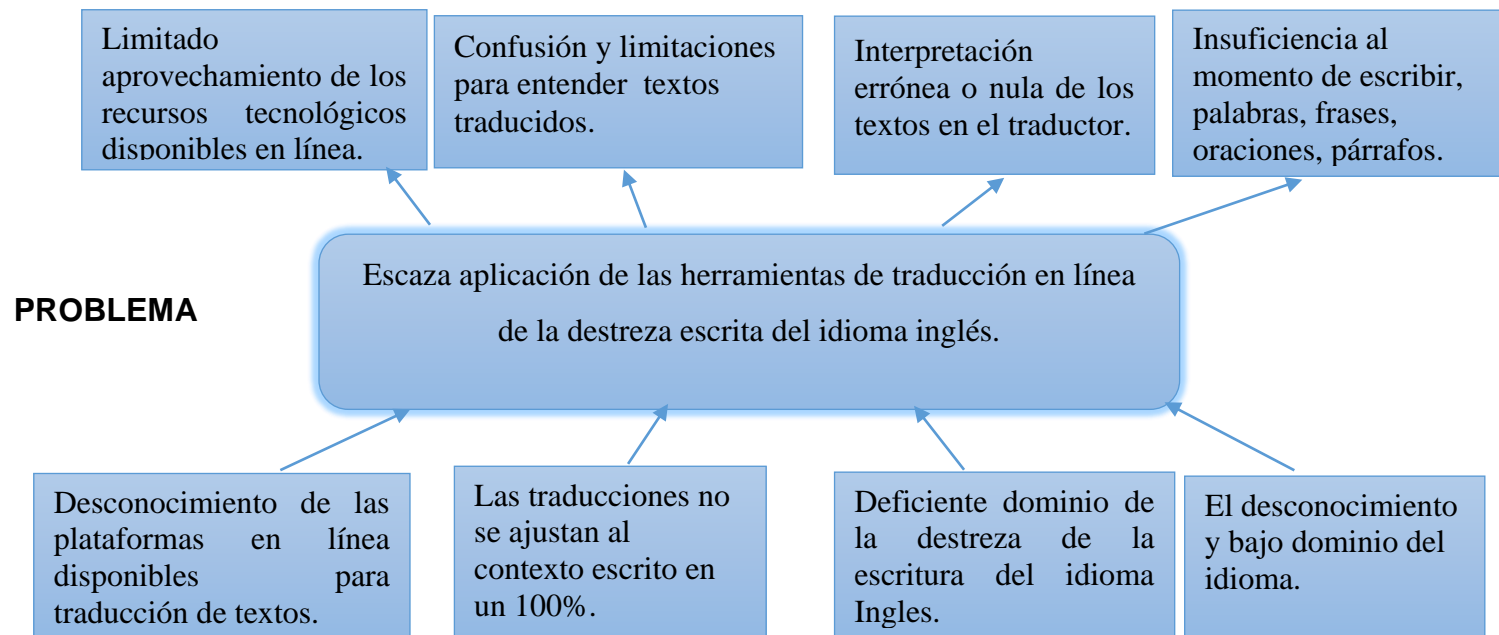 Limitado
aprovechamiento de los
recursos tecnológicos
disponibles en línea.
Confusión y limitaciones
para entender textos
traducidos.
Interpretación
errónea o nula de los
textos en el traductor.
Insuficiencia al
momento de escribir,
palabras, frases,
oraciones, párrafos.
PROBLEMA
Escaza aplicación de las herramientas de traducción en línea
de la destreza escrita del idioma inglés.
Desconocimiento de las
plataformas en línea
disponibles para
traducción de textos.
Las traducciones no
se ajustan al
contexto escrito en
un 100%.
Deficiente dominio de
la destreza de la
escritura del idioma
Ingles.
El desconocimiento
y bajo dominio del
idioma.